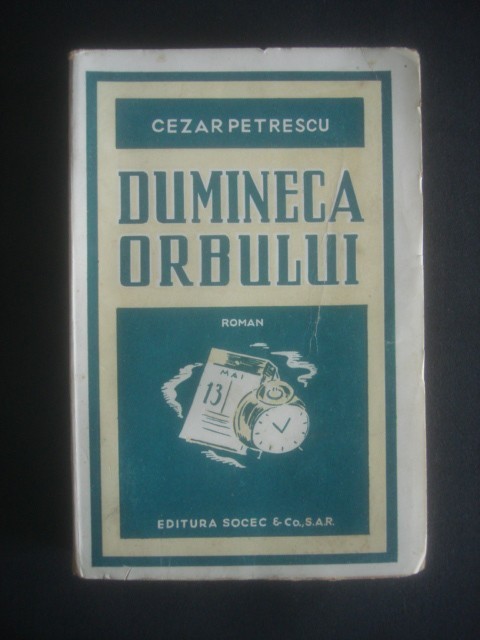 CEZAR PETRESCU
DUMINECA
ORBULUI
ROMAN
MAI
13
EDITURA SOCEC & Co., S.A.R.